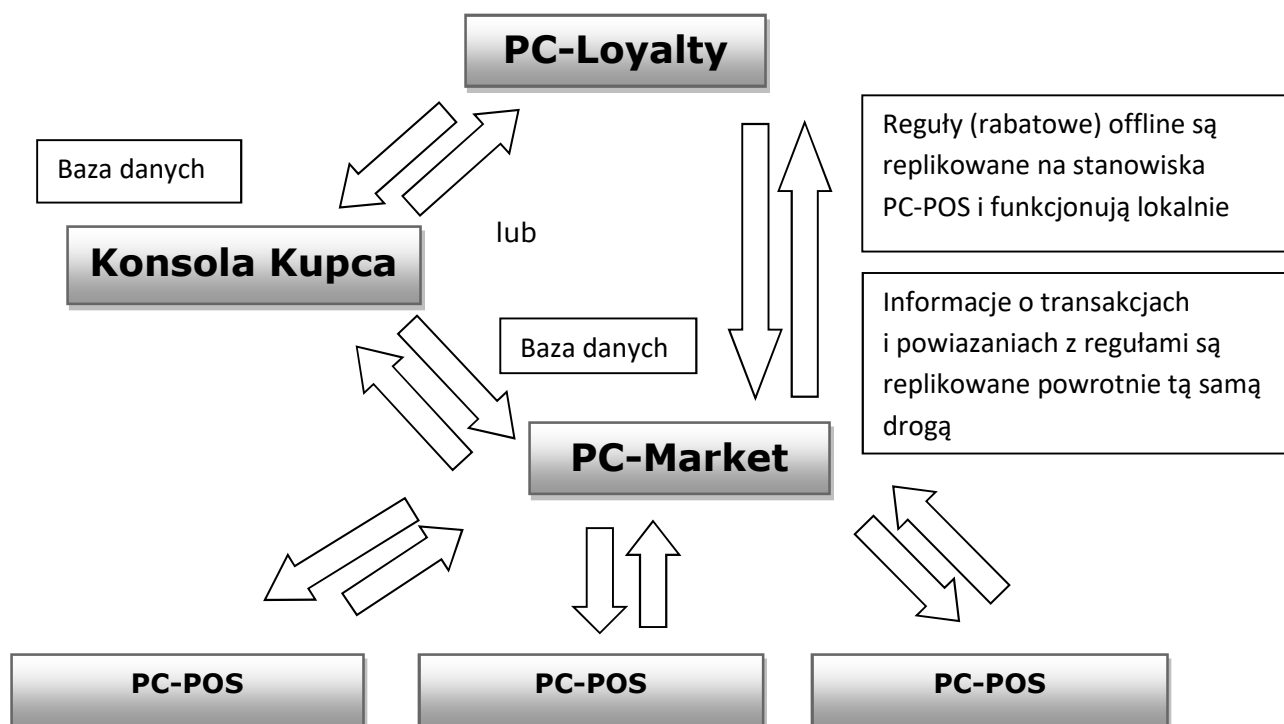 PC-Loyalty
Reguły (rabatowe) offline są
replikowane na stanowiska
PC-POS i funkcjonują lokalnie
Baza danych
lub
Konsola Kupca
Informacje o transakcjach
i powiazaniach z regułami są
replikowane powrotnie tą samą
drogą
Baza danych
PC-Market
PC-POS
PC-POS
PC-POS